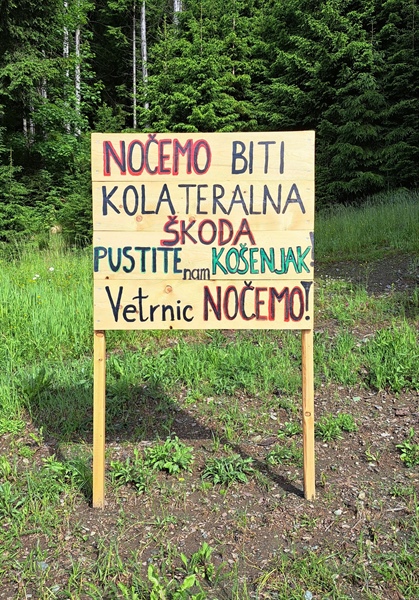 NOČEMO BITI
KOLATERALNA
ŠKODA
PUSTITE nam KOŠENJAK!
Vetrnic NOČEMO!